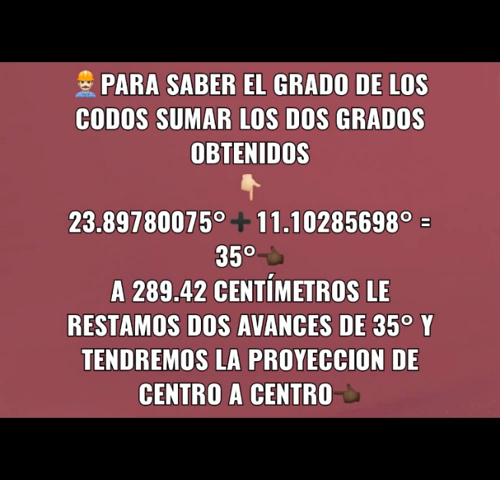 👷🏻PARA SABER EL GRADO DE LOS
CODOS SUMAR LOS DOS GRADOS
OBTENIDOS
👇🏻
23.89780075°➕11.10285698° =
35°👈🏿
A 289.42 CENTÍMETROS LE
RESTAMOS DOS AVANCES DE 35° Y
TENDREMOS LA PROYECCION DE
CENTRO A CENTRO👈🏿